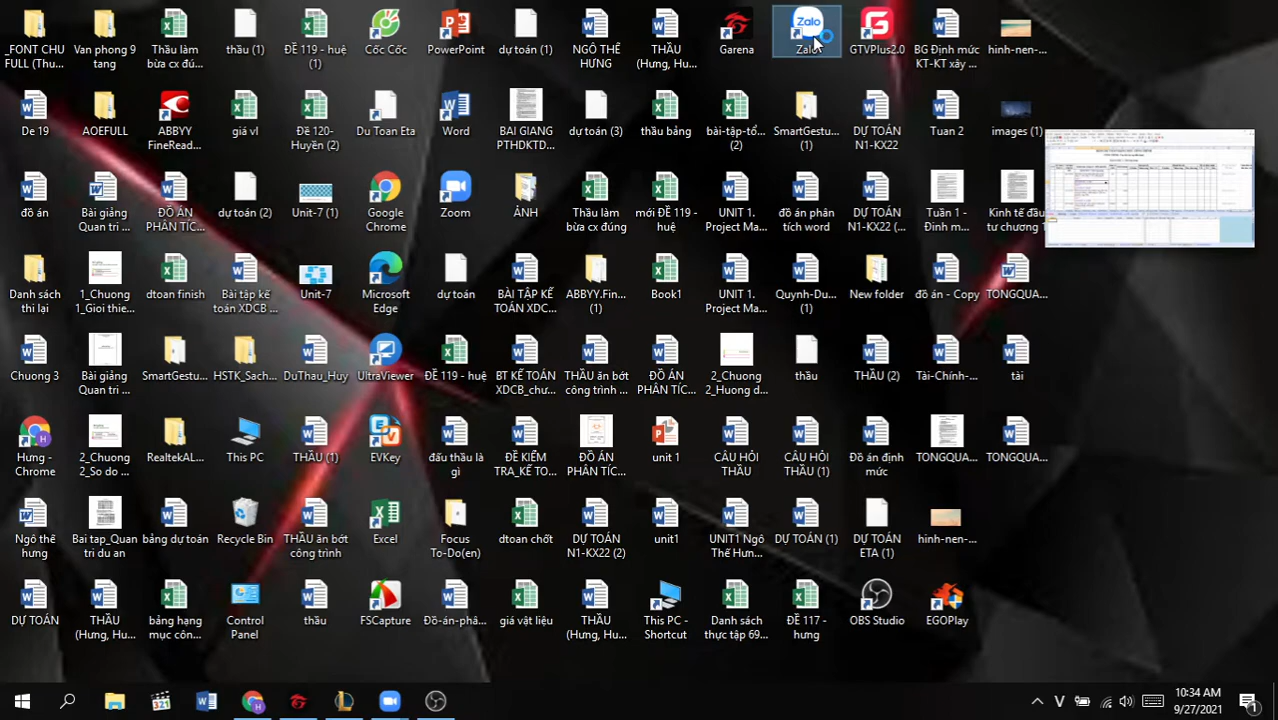 _FONT CHU
FULL (Thu...
Van phong 9
tang
Thầu làm
bừa cx đú...
thầu (1)
ĐỀ 119 - huệ
(1)
Cốc Cốc
PowerPoint
dự toán (1)
NGÔ THẾ
HƯNG
THẦU
(Hưng, Hu...
Garena
Zalo
Zalo
GTVPlus2.0
BG Định mức
KT-KT xây ...
hinh-nen-...
De 19
AOEFULL
ABBYY
FineRead...
giá vl
Đề 120-
Huyền (2)
Du Toan Eta
Word
BAI GIANG
PTHDKTD...
dự toán (3)
thầu bảng
bài-tập-tổ...
(2)
SmartGestu...
(1)
DỰ TOÁN
N1-KX22
Tuan 2
images (1)
đồ án
Bài giảng
Quan trí ...
ĐỒ ÁN
PHÂN TÍC...
dự toán (2)
Unit-7 (1)
Google
Chrome
Zoom
ẢNH
Thầu làm
bừa cx đúng
mới ĐỀ 119 -
huệ
UNIT 1.
Project Ma...
đồ án phân
tích word
DỰ TOÁN
N1-KX22 (...
Tuần 1 -
Định m...
Kinh tế đầu
tư chương 1
Danh sách
thi lại
1_Chuong
1_Gioi thie...
dtoan finish
Bài tập kế
toán XDCB ...
Unit-7
Microsoft
Edge
dự toán
BÀI TẬP KẾ
TOÁN XDC...
ABBYY.Fin...
(1)
Book1
UNIT 1.
Project Ma...
Quynh-Du...
(1)
New folder
đồ án - Copy
TONGQUA...
Chuong 3
Bài giảng
Quan trí ...
SmartGestu...
HSTK_Sach...
DuThau_Huy
UltraViewer
ĐỀ 119 - huệ
BT KẾ TOÁN
XDCB_chư...
THẦU ăn bớt
công trình ...
ĐỒ ÁN
PHÂN TÍC...
2_Chuong
2_Huong d...
thầu
THẦU (2)
Tài-Chính-...
tài
Hưng -
Chrome
2_Chuong
2_So do ...
RealtekAL...
This PC
THẦU (1)
EVKey
đấu thầu là
gì
ĐỀ KIỂM
TRA_KẾ TO...
ĐỒ ÁN
PHÂN TÍC...
unit 1
CÂU HỎI
THẦU
CÂU HỎI
THẦU (1)
Đồ án định
mức
TONGQUA...
TONGQUA...
Ngô thế
hưng
Bai tap_Quan
tri du an
bảng dự toán
Recycle Bin
THẦU ăn bớt
công trình
Excel
Focus
To-Do(en)
dtoan chốt
DỰ TOÁN
N1-KX22 (2)
unit1
UNIT1 Ngô
Thế Hưn...
DỰ TOÁN (1)
DỰ TOÁN
ETA (1)
hinh-nen-...
DỰ TOÁN
THẦU
(Hưng, Hu...
bảng hạng
mục côn...
Control
Panel
thầu
FSCapture
Đồ-án-phâ...
giá vật liệu
THẦU
(Hưng, Hu...
This PC -
Shortcut
Danh sách
thực tập 69...
ĐỀ 117 -
hưng
OBS Studio
EGOPlay
321
V
10:34 AM
9/27/2021
1